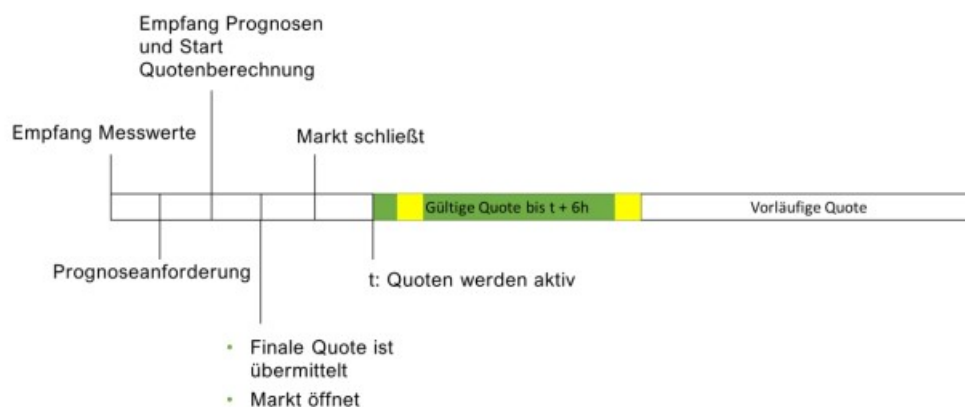 Empfang Prognosen
und Start
Quotenberechnung
Empfang Messwerte
Markt schließt
Gültige Quote bis t + 6h
Vorläufige Quote
Prognoseanforderung
t: Quoten werden aktiv
• Finale Quote ist
übermittelt
• Markt öffnet